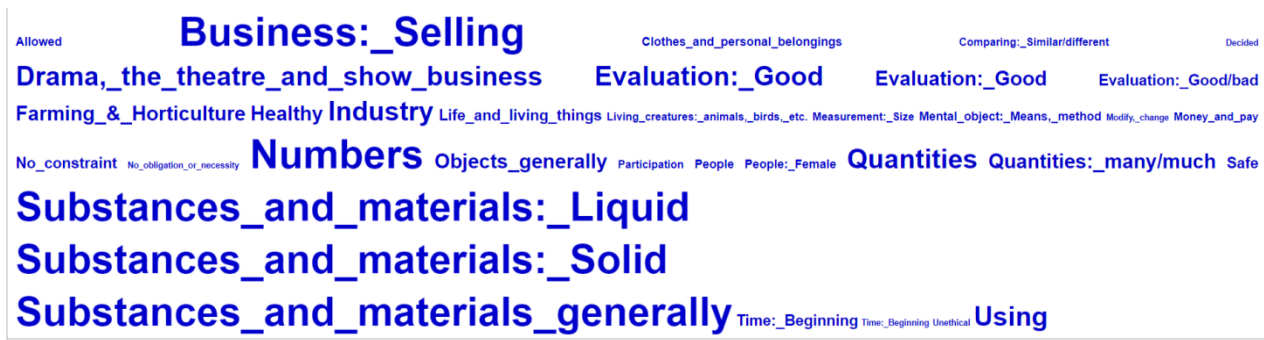 Allowed Business:_Selling Clothes_and_personal_belongings Comparing:_Similar/different Decided
Drama,_the_theatre_and_show_business Evaluation:_Good Evaluation:_Good Evaluation:_Good/bad
Farming_&_Horticulture Healthy Industry Life_and_living_things Living_creatures:_animals,_birds,_etc. Measurement:_Size Mental_object:_Means,_method Modify,_change Money_and_pay
No_constraint No_obligation_or_necessity Numbers Objects_generally Participation People People:_Female Quantities Quantities:_many/much Safe
Substances_and_materials:_Liquid
Substances_and_materials:_Solid
Substances_and_materials_generally Time:_Beginning Time:_Beginning Unethical Using